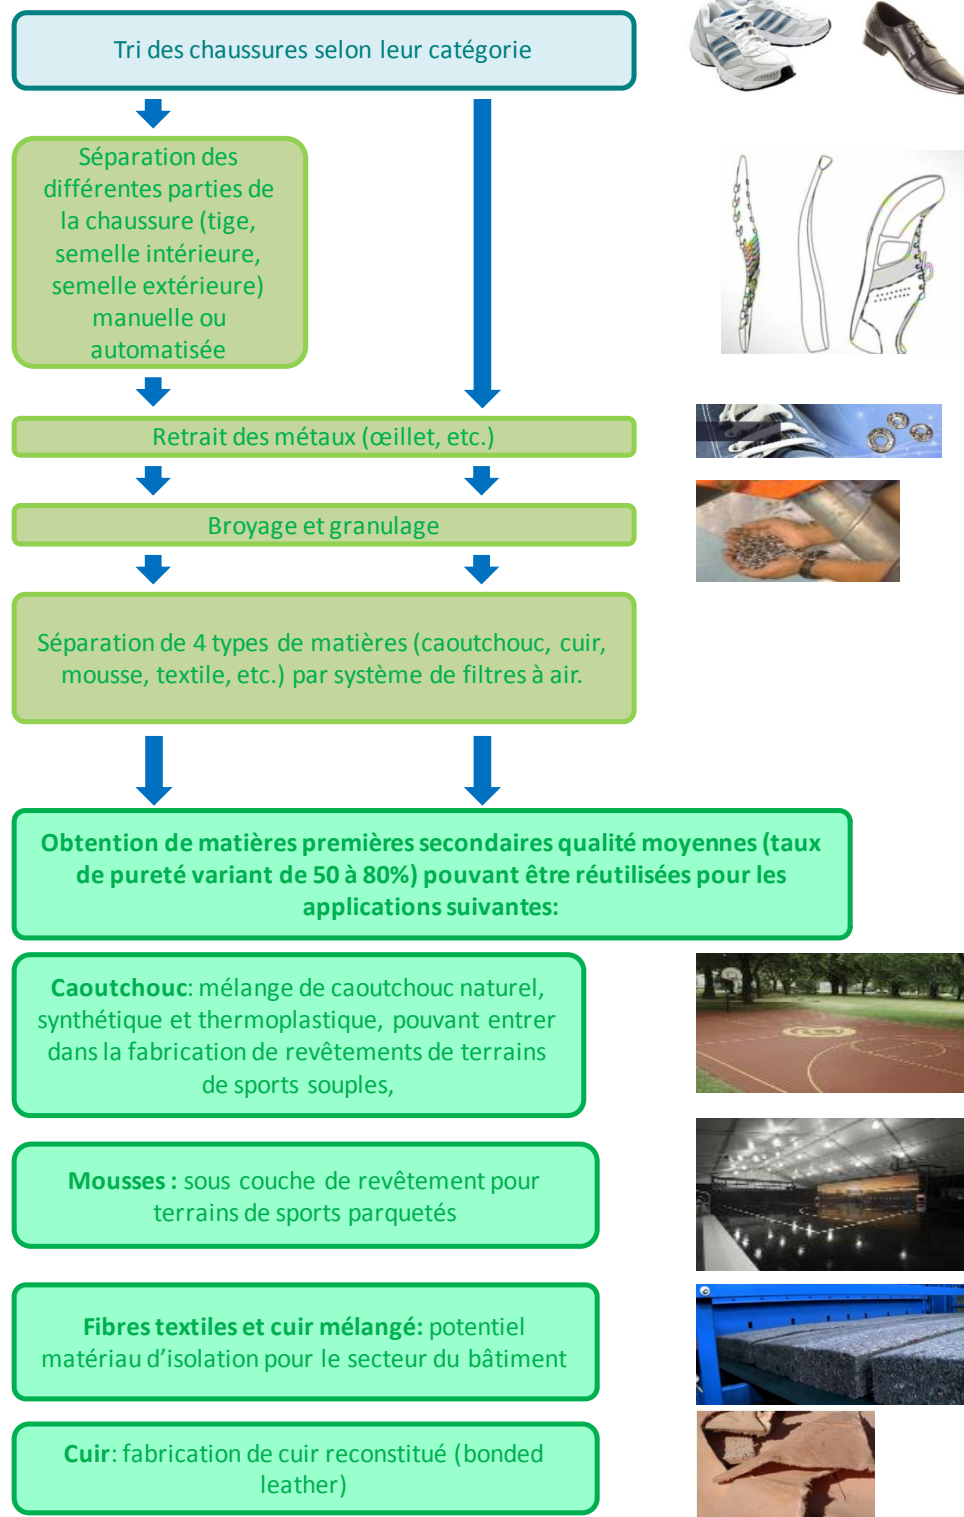 Tri des chaussures selon leur catégorie
Séparation des
différentes parties de
la chaussure (tige,
semelle intérieure,
semelle extérieure)
manuelle ou
automatisée
Retrait des métaux (œillet, etc.)
Broyage et granulage
Séparation de 4 types de matières (caoutchouc, cuir,
mousse, textile, etc.) par système de filtres à air.
Obtention de matières premières secondaires qualité moyennes (taux
de pureté variant de 50 à 80%) pouvant être réutilisées pour les
applications suivantes:
Caoutchouc: mélange de caoutchouc naturel,
synthétique et thermoplastique, pouvant entrer
dans la fabrication de revêtements de terrains
de sports souples,
Mousses : sous couche de revêtement pour
terrains de sports parquetés
Fibres textiles et cuir mélangé: potentiel
matériau d’isolation pour le secteur du bâtiment
Cuir: fabrication de cuir reconstitué (bonded
leather)